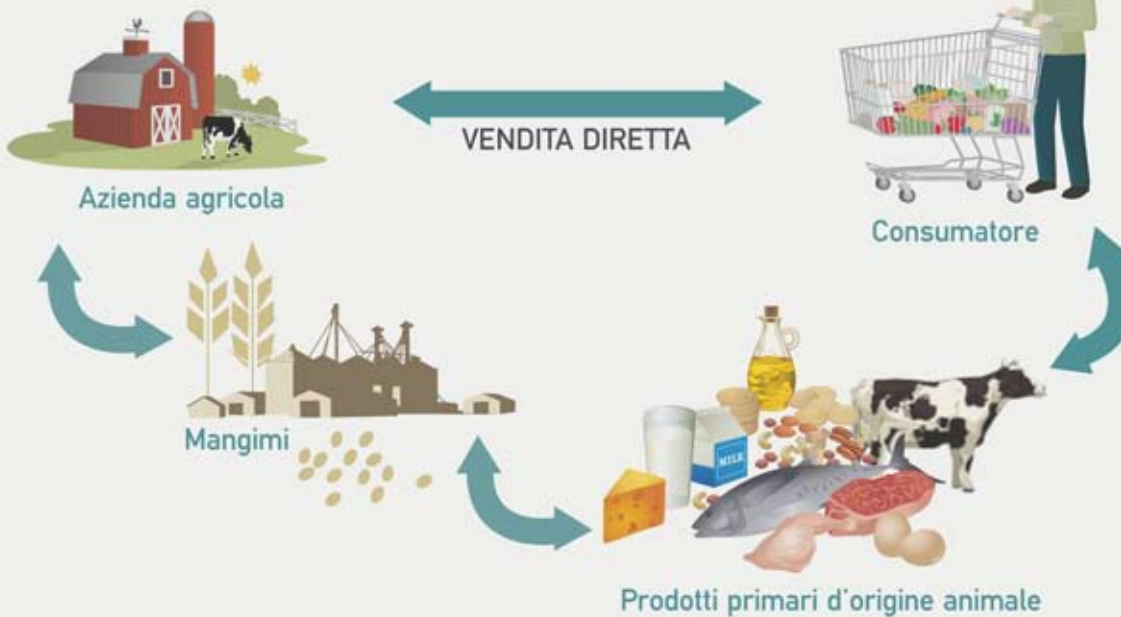 VENDITA DIRETTA
Azienda agricola
Consumatore
Mangimi
MILK
Prodotti primari d'origine animale